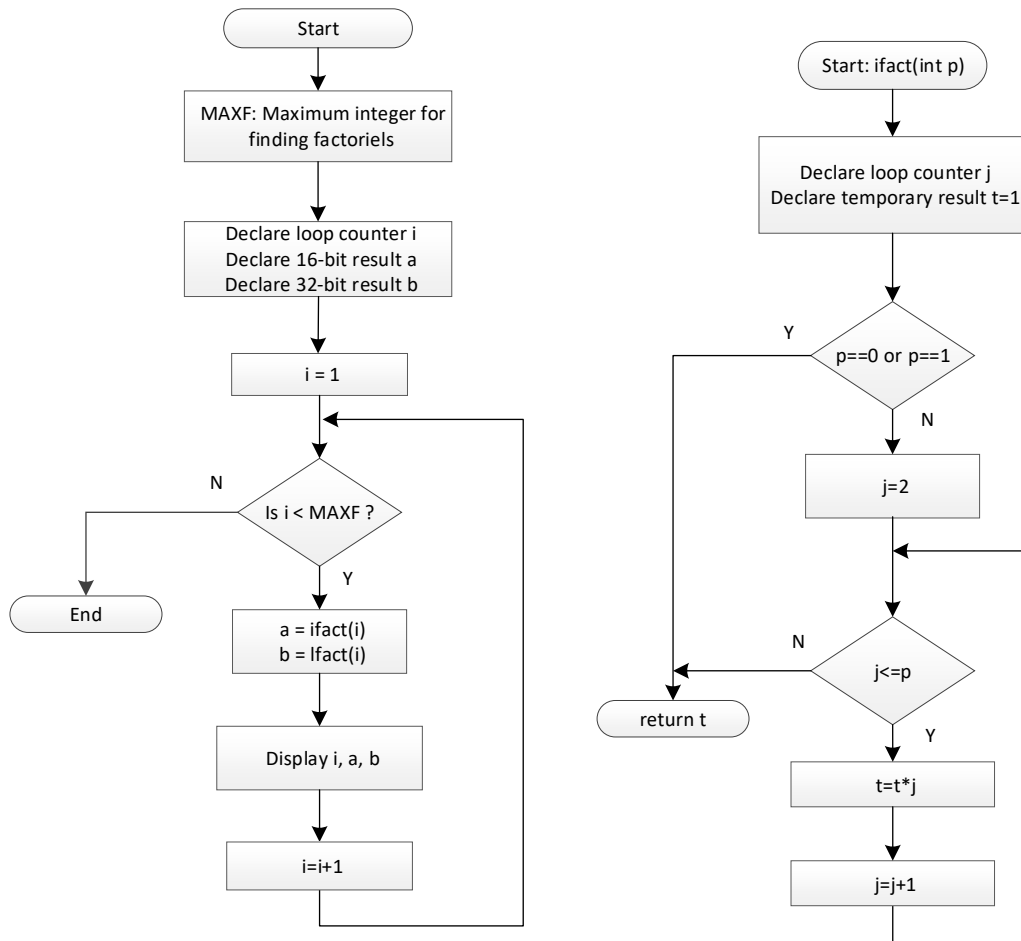 Start
MAXF: Maximum integer for
finding factoriels
Declare loop counter i
Declare 16-bit result a
Declare 32-bit result b
i = 1
N
Is i < MAXF ?
Y
End
a = ifact(i)
b = lfact(i)
Display i, a, b
i=i+1
Start: ifact(int p)
Declare loop counter j
Declare temporary result t=1
Y
p==0 or p==1
N
j=2
N
j<=p
return t
Y
t=t*j
j=j+1